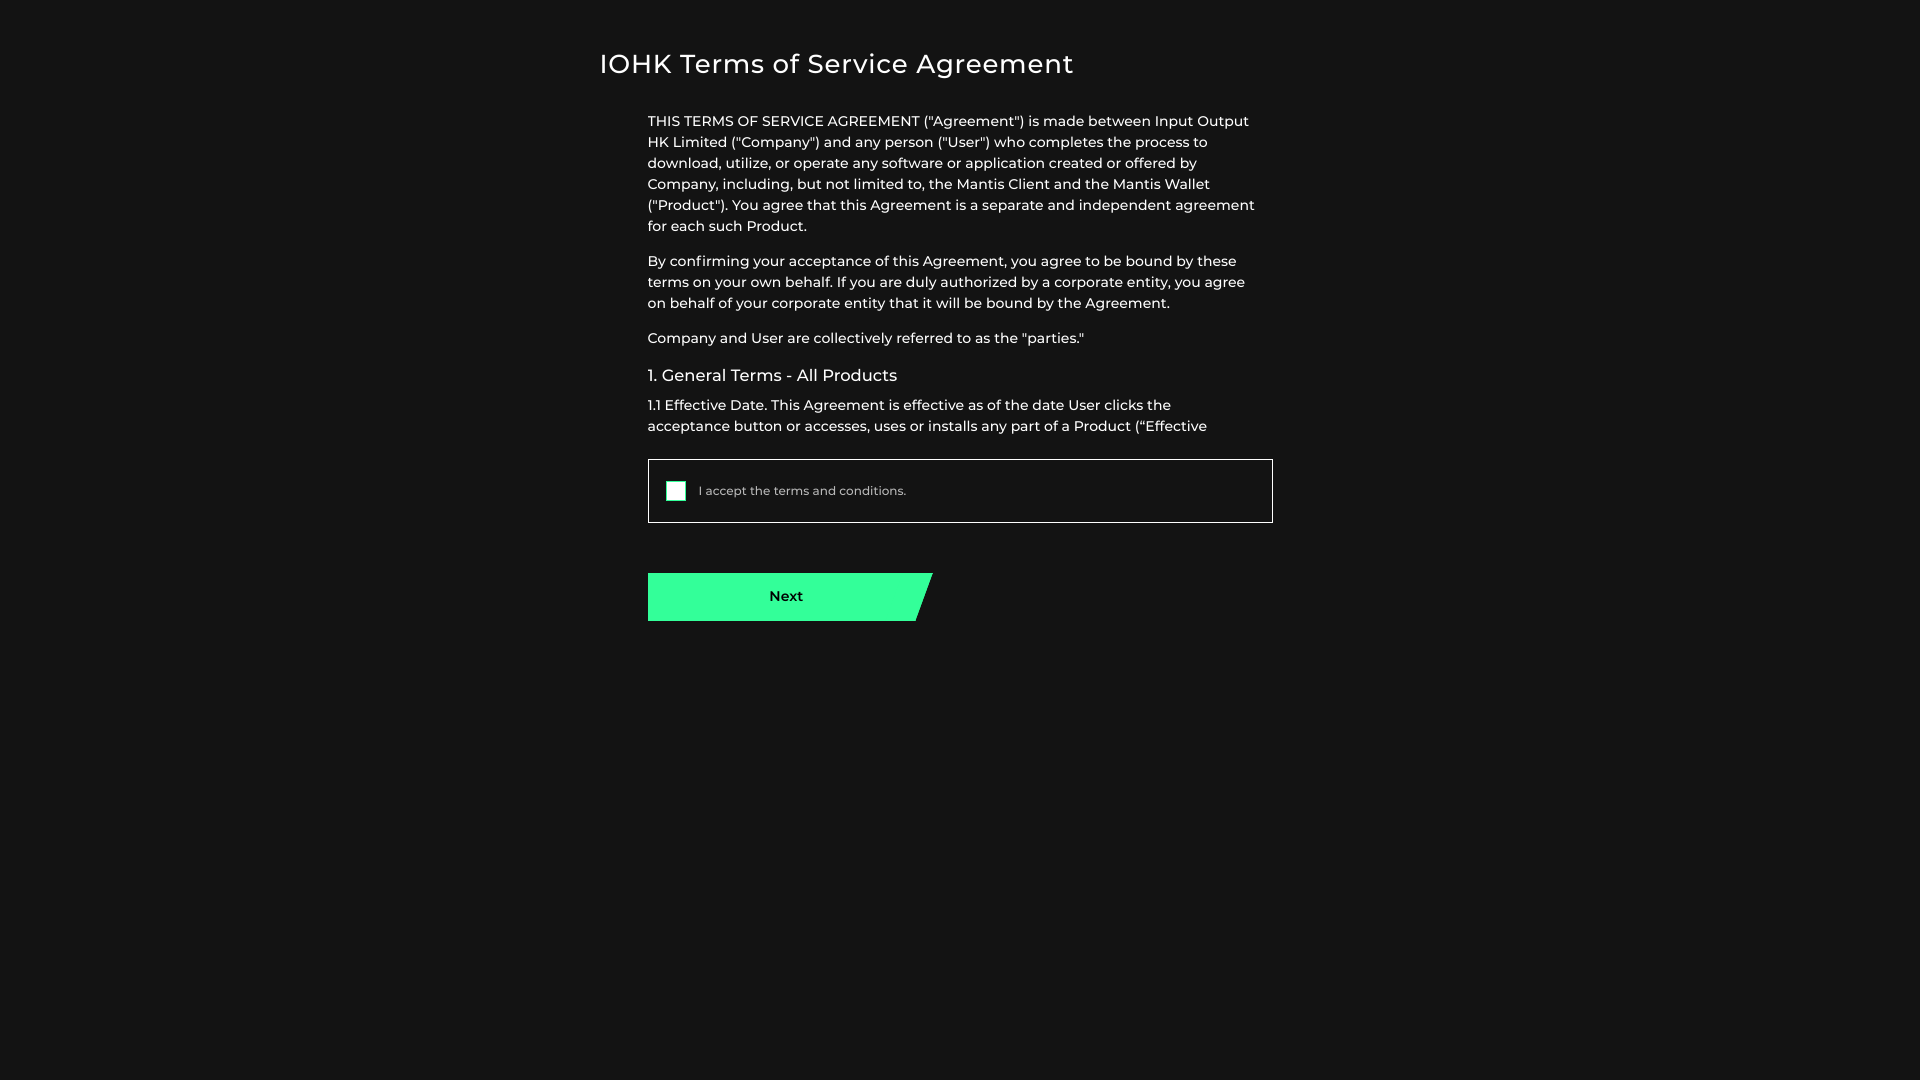 IOHK Terms of Service Agreement
THIS TERMS OF SERVICE AGREEMENT ("Agreement") is made between Input Output
HK Limited ("Company") and any person ("User") who completes the process to
download, utilize, or operate any software or application created or offered by
Company, including, but not limited to, the Mantis Client and the Mantis Wallet
("Product"). You agree that this Agreement is a separate and independent agreement
for each such Product.
By confirming your acceptance of this Agreement, you agree to be bound by these
terms on your own behalf. If you are duly authorized by a corporate entity, you agree
on behalf of your corporate entity that it will be bound by the Agreement.
Company and User are collectively referred to as the "parties."
1. General Terms - All Products
1.1 Effective Date. This Agreement is effective as of the date User clicks the
acceptance button or accesses, uses or installs any part of a Product (“Effective
I accept the terms and conditions.
Next